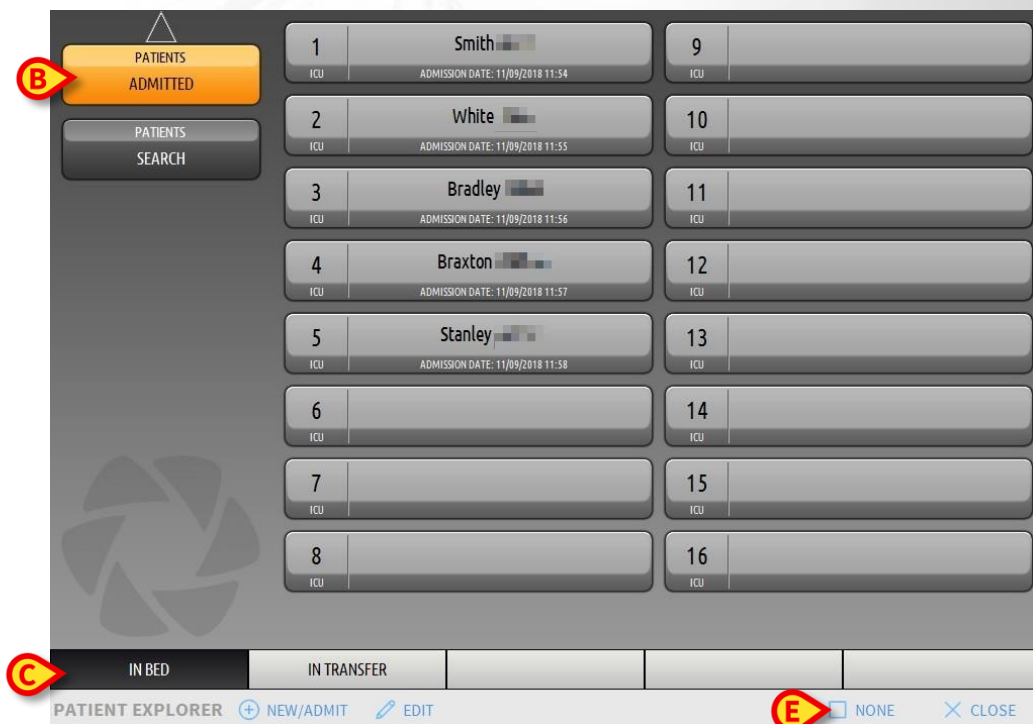 PATIENTS
ADMITTED
B
PATIENTS
SEARCH
1
ICU
Smith
ADMISSION DATE: 11/09/2018 11:54
2
ICU
White
ADMISSION DATE: 11/09/2018 11:55
3
ICU
Bradley
ADMISSION DATE: 11/09/2018 11:56
4
ICU
Braxton
ADMISSION DATE: 11/09/2018 11:57
5
ICU
Stanley
ADMISSION DATE: 11/09/2018 11:58
6
ICU
7
ICU
8
ICU
9
ICU
10
ICU
11
ICU
12
ICU
13
ICU
14
ICU
15
ICU
16
ICU
C
IN BED
IN TRANSFER
PATIENT EXPLORER
NEW/ADMIT
EDIT
E
NONE
CLOSE